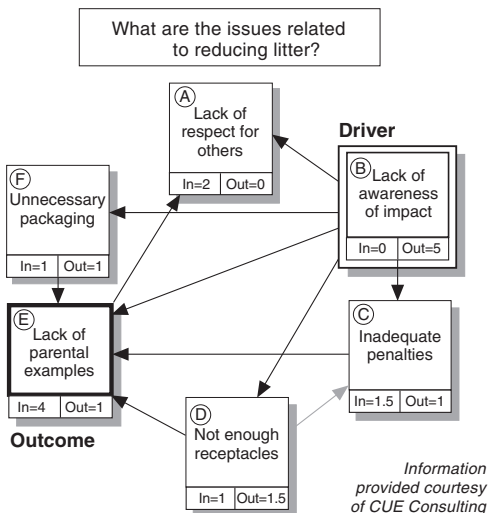 What are the issues related
to reducing litter?
A
Lack of
respect for
others
In=2 Out=0
Driver
B
Lack of
awareness
of impact
In=0 Out=5
F
Unnecessary
packaging
In=1 Out=1
E
Lack of
parental
examples
In=4 Out=1
Outcome
C
Inadequate
penalties
In=1.5 Out=1
D
Not enough
receptacles
In=1 Out=1.5
Information
provided courtesy
of CUE Consulting